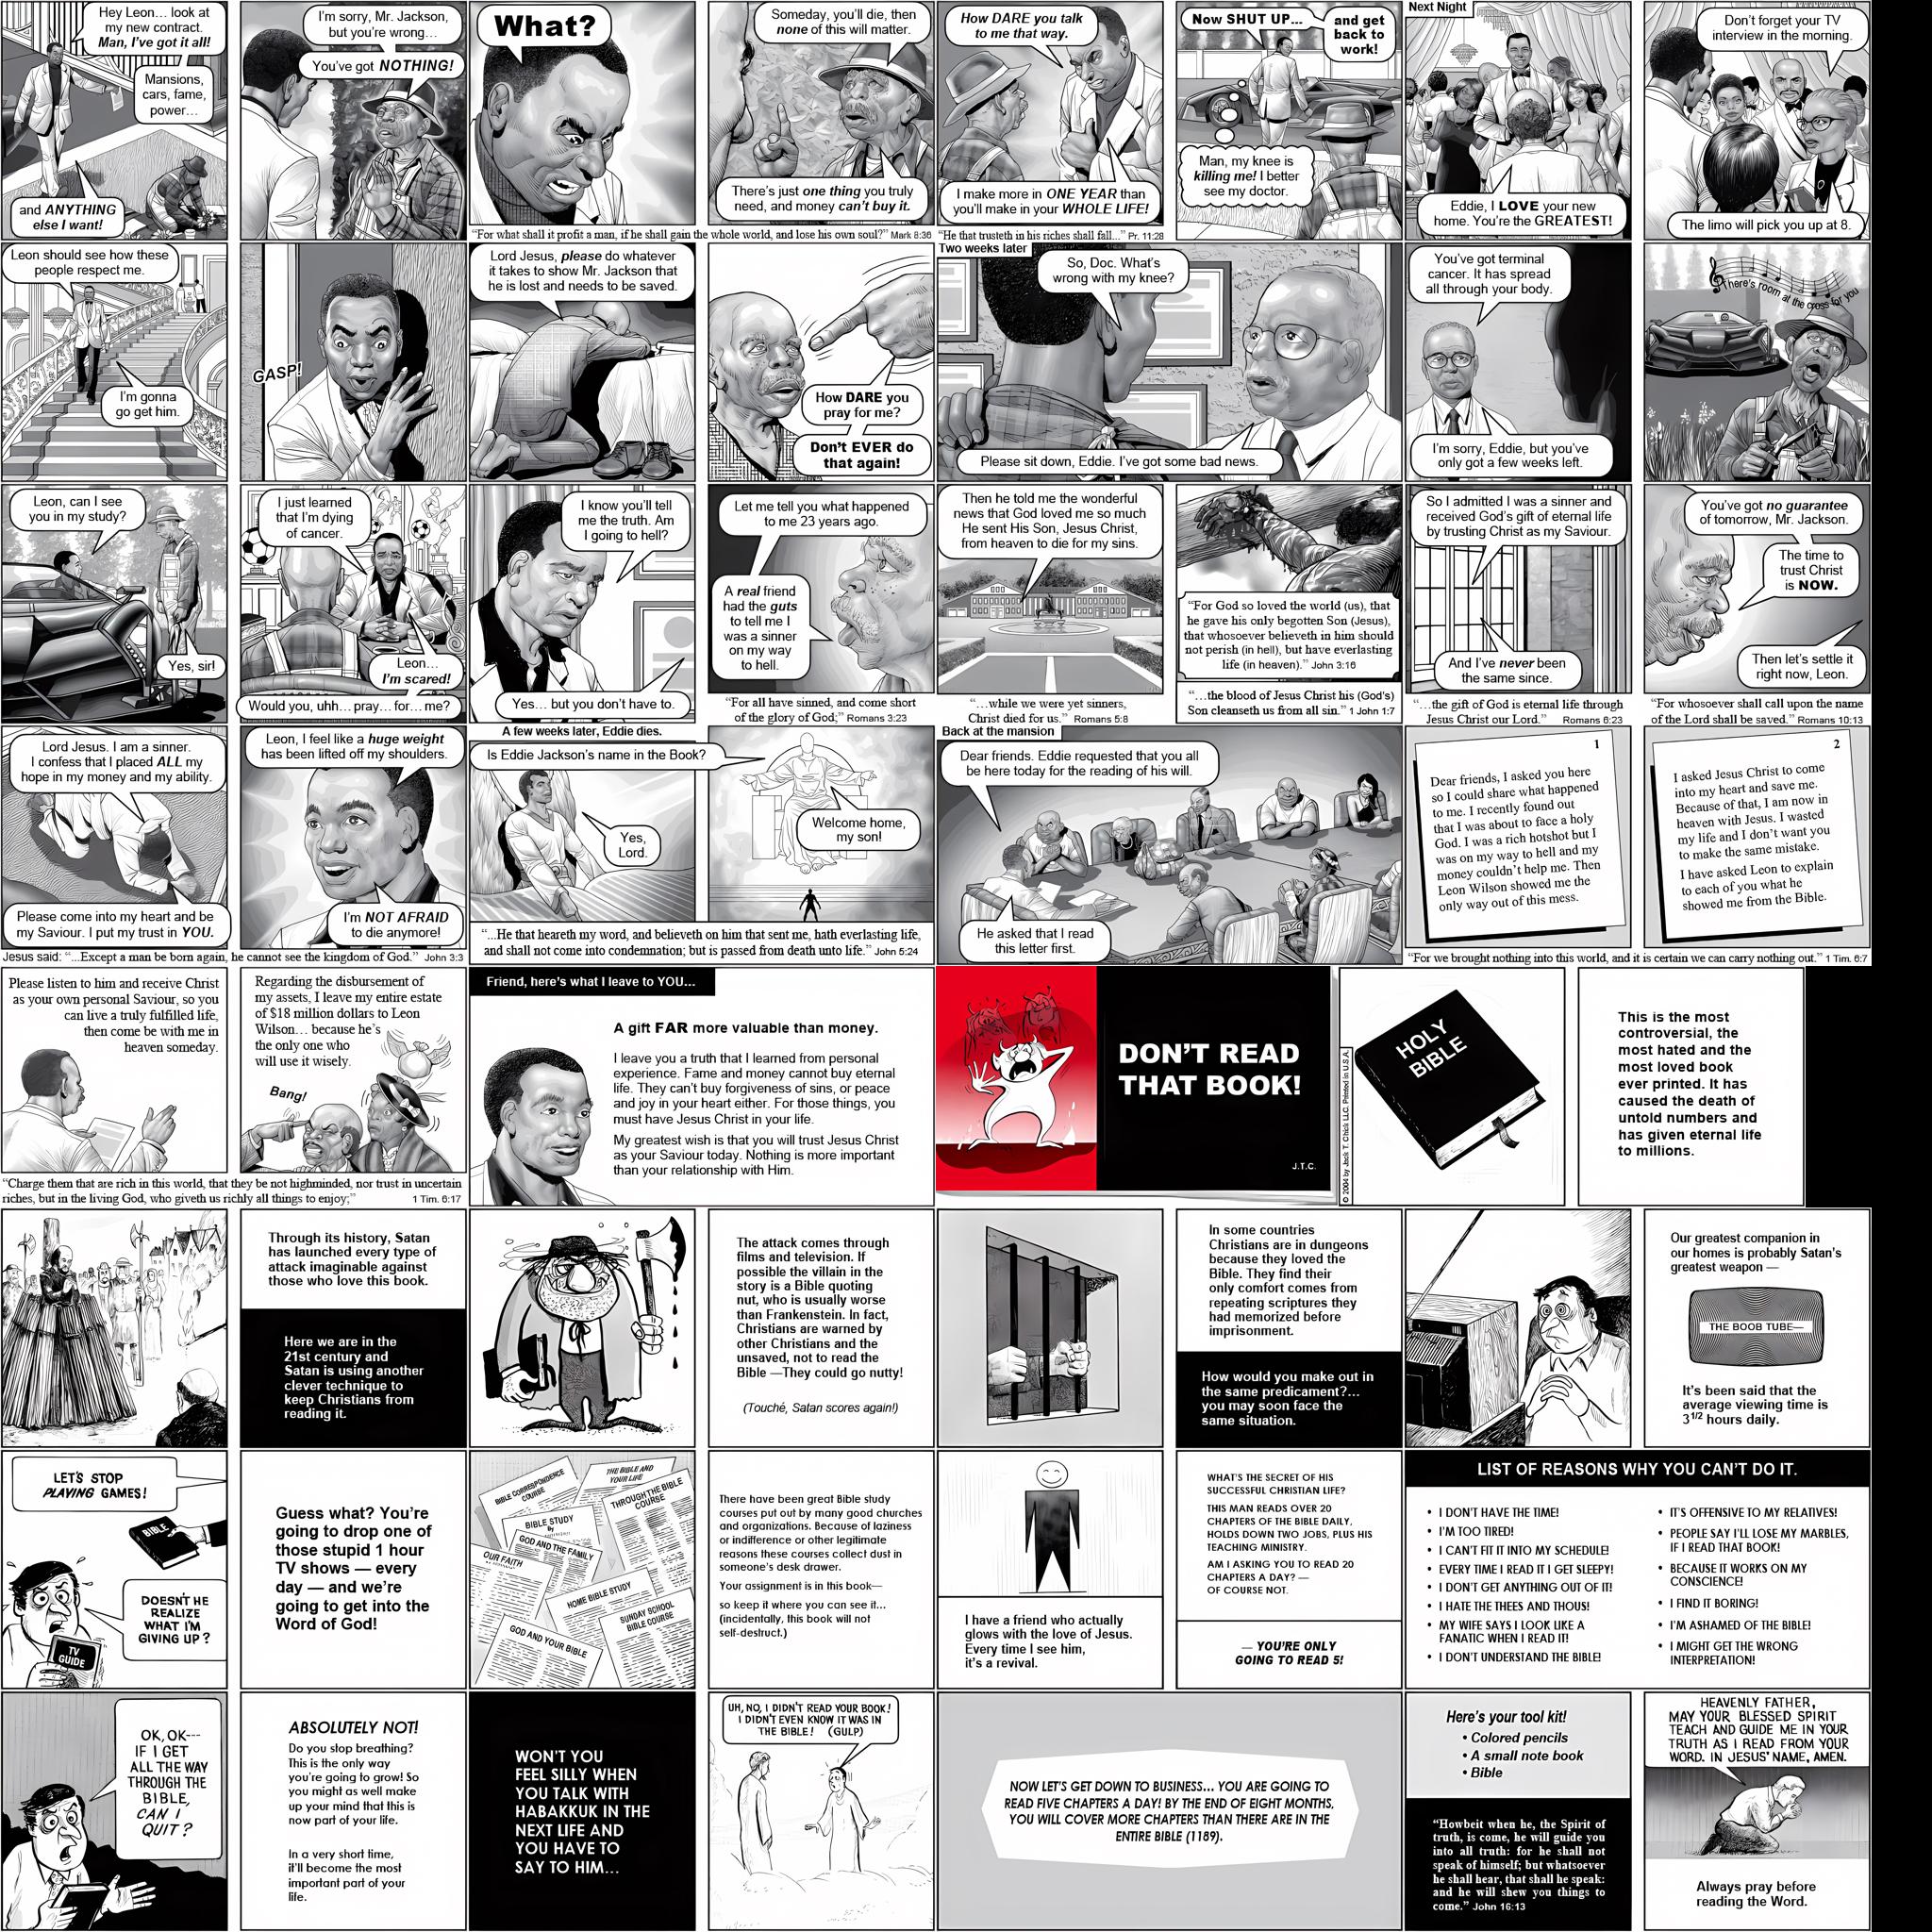 Hey Leon… look at
my new contract.
Man, I've got it all!
Mansions,
cars, fame,
power…
and ANYTHING
else I want!
I'm sorry, Mr. Jackson,
but you're wrong…
You've got NOTHING!
What?
Someday, you'll die, then
none of this will matter.
There's just one thing you truly
need, and money can't buy it.
“For what shall it profit a man, if he shall gain the whole world, and lose his own soul?” Mark 8:36
How DARE you talk
to me that way.
I make more in ONE YEAR than
you'll make in your WHOLE LIFE!
Now SHUT UP…
and get
back to
work!
Man, my knee is
killing me! I better
see my doctor.
“He that trusteth in his riches shall fall…” Pr. 11:28
Next Night
Eddie, I LOVE your new
home. You're the GREATEST!
Don't forget your TV
interview in the morning.
The limo will pick you up at 8.
Leon should see how these
people respect me.
I'm gonna
go get him.
GASP!
Lord Jesus, please do whatever
it takes to show Mr. Jackson that
he is lost and needs to be saved.
How DARE you
pray for me?
Don't EVER do
that again!
Two weeks later
So, Doc. What's
wrong with my knee?
Please sit down, Eddie. I've got some bad news.
You've got terminal
cancer. It has spread
all through your body.
I'm sorry, Eddie, but you've
only got a few weeks left.
There's room at the cross for you
Leon, can I see
you in my study?
Yes, sir!
I just learned
that I'm dying
of cancer.
Leon…
I'm scared!
Would you, uhh… pray… for… me?
I know you'll tell
me the truth. Am
I going to hell?
Yes… but you don't have to.
Let me tell you what happened
to me 23 years ago.
A real friend
had the guts
to tell me I
was a sinner
on my way
to hell.
“For all have sinned, and come short
of the glory of God;” Romans 3:23
Then he told me the wonderful
news that God loved me so much
He sent His Son, Jesus Christ,
from heaven to die for my sins.
“…while we were yet sinners,
Christ died for us.” Romans 5:8
“For God so loved the world (us), that
he gave his only begotten Son (Jesus),
that whosoever believeth in him should
not perish (in hell), but have everlasting
life (in heaven).” John 3:16
“…the blood of Jesus Christ his (God's)
Son cleanseth us from all sin.” 1 John 1:7
So I admitted I was a sinner and
received God's gift of eternal life
by trusting Christ as my Saviour.
And I've never been
the same since.
“…the gift of God is eternal life through
Jesus Christ our Lord.” Romans 6:23
You've got no guarantee
of tomorrow, Mr. Jackson.
The time to
trust Christ
is NOW.
Then let's settle it
right now, Leon.
“For whosoever shall call upon the name
of the Lord shall be saved.” Romans 10:13
Lord Jesus. I am a sinner.
I confess that I placed ALL my
hope in my money and my ability.
Please come into my heart and be
my Saviour. I put my trust in YOU.
Leon, I feel like a huge weight
has been lifted off my shoulders.
I'm NOT AFRAID
to die anymore!
Jesus said: “...Except a man be born again, he cannot see the kingdom of God.” John 3:3
A few weeks later, Eddie dies.
Is Eddie Jackson's name in the Book?
Yes,
Lord.
Welcome home,
my son!
“...He that heareth my word, and believeth on him that sent me, hath everlasting life,
and shall not come into condemnation; but is passed from death unto life.” John 5:24
Back at the mansion
Dear friends. Eddie requested that you all
be here today for the reading of his will.
He asked that I read
this letter first.
1
Dear friends, I asked you here
so I could share what happened
to me. I recently found out
that I was about to face a holy
God. I was a rich hotshot but I
was on my way to hell and my
money couldn't help me. Then
Leon Wilson showed me the
only way out of this mess.
2
I asked Jesus Christ to come
into my heart and save me.
Because of that, I am now in
heaven with Jesus. I wasted
my life and I don't want you
to make the same mistake.
I have asked Leon to explain
to each of you what he
showed me from the Bible.
“For we brought nothing into this world, and it is certain we can carry nothing out.” 1 Tim. 6:7
Please listen to him and receive Christ
as your own personal Saviour, so you
can live a truly fulfilled life,
then come be with me in
heaven someday.
Regarding the disbursement of
my assets, I leave my entire estate
of $18 million dollars to Leon
Wilson… because he's
the only one who
will use it wisely.
Bang!
“Charge them that are rich in this world, that they be not highminded, nor trust in uncertain
riches, but in the living God, who giveth us richly all things to enjoy;” 1 Tim. 6:17
Friend, here's what I leave to YOU…
A gift FAR more valuable than money.
I leave you a truth that I learned from personal
experience. Fame and money cannot buy eternal
life. They can't buy forgiveness of sins, or peace
and joy in your heart either. For those things, you
must have Jesus Christ in your life.
My greatest wish is that you will trust Jesus Christ
as your Saviour today. Nothing is more important
than your relationship with Him.
DON'T READ
THAT BOOK!
J.T.C.
© 2004 by Jack T. Chick LLC. Printed in U.S.A.
HOLY
BIBLE
This is the most
controversial, the
most hated and the
most loved book
ever printed. It has
caused the death of
untold numbers and
has given eternal life
to millions.
Through its history, Satan
has launched every type of
attack imaginable against
those who love this book.
Here we are in the
21st century and
Satan is using another
clever technique to
keep Christians from
reading it.
The attack comes through
films and television. If
possible the villain in the
story is a Bible quoting
nut, who is usually worse
than Frankenstein. In fact,
Christians are warned by
other Christians and the
unsaved, not to read the
Bible —They could go nutty!
(Touché, Satan scores again!)
In some countries
Christians are in dungeons
because they loved the
Bible. They find their
only comfort comes from
repeating scriptures they
had memorized before
imprisonment.
How would you make out in
the same predicament?…
you may soon face the
same situation.
Our greatest companion in
our homes is probably Satan's
greatest weapon —
THE BOOB TUBE—
It's been said that the
average viewing time is
3 1/2 hours daily.
LET'S STOP
PLAYING GAMES!
BIBLE
DOESN'T HE
REALIZE
WHAT I'M
GIVING UP?
TV
GUIDE
Guess what? You're
going to drop one of
those stupid 1 hour
TV shows — every
day — and we're
going to get into the
Word of God!
BIBLE CORRESPONDENCE
COURSE
THE BIBLE AND
YOUR LIFE
THROUGH THE BIBLE
COURSE
BIBLE STUDY
GOD AND THE FAMILY
OUR FAITH
HOME BIBLE STUDY
SUNDAY SCHOOL
BIBLE COURSE
GOD AND YOUR BIBLE
There have been great Bible study
courses put out by many good churches
and organizations. Because of laziness
or indifference or other legitimate
reasons these courses collect dust in
someone's desk drawer.
Your assignment is in this book—
so keep it where you can see it…
(incidentally, this book will not
self-destruct.)
I have a friend who actually
glows with the love of Jesus.
Every time I see him,
it's a revival.
WHAT'S THE SECRET OF HIS
SUCCESSFUL CHRISTIAN LIFE?
THIS MAN READS OVER 20
CHAPTERS OF THE BIBLE DAILY,
HOLDS DOWN TWO JOBS, PLUS HIS
TEACHING MINISTRY.
AM I ASKING YOU TO READ 20
CHAPTERS A DAY? —
OF COURSE NOT.
— YOU'RE ONLY
GOING TO READ 5!
LIST OF REASONS WHY YOU CAN'T DO IT.
• I DON'T HAVE THE TIME!
• I'M TOO TIRED!
• I CAN'T FIT IT INTO MY SCHEDULE!
• EVERY TIME I READ IT I GET SLEEPY!
• I DON'T GET ANYTHING OUT OF IT!
• I HATE THE THEES AND THOUS!
• MY WIFE SAYS I LOOK LIKE A
FANATIC WHEN I READ IT!
• I DON'T UNDERSTAND THE BIBLE!
• IT'S OFFENSIVE TO MY RELATIVES!
• PEOPLE SAY I'LL LOSE MY MARBLES,
IF I READ THAT BOOK!
• BECAUSE IT WORKS ON MY
CONSCIENCE!
• I FIND IT BORING!
• I'M ASHAMED OF THE BIBLE!
• I MIGHT GET THE WRONG
INTERPRETATION!
OK, OK---
IF I GET
ALL THE WAY
THROUGH THE
BIBLE,
CAN I
QUIT?
ABSOLUTELY NOT!
Do you stop breathing?
This is the only way
you're going to grow! So
you might as well make
up your mind that this is
now part of your life.
In a very short time,
it'll become the most
important part of your
life.
WON'T YOU
FEEL SILLY WHEN
YOU TALK WITH
HABAKKUK IN THE
NEXT LIFE AND
YOU HAVE TO
SAY TO HIM…
UH, NO, I DIDN'T READ YOUR BOOK!
I DIDN'T EVEN KNOW IT WAS IN
THE BIBLE! (GULP)
NOW LET'S GET DOWN TO BUSINESS… YOU ARE GOING TO
READ FIVE CHAPTERS A DAY! BY THE END OF EIGHT MONTHS,
YOU WILL COVER MORE CHAPTERS THAN THERE ARE IN THE
ENTIRE BIBLE (1189).
Here's your tool kit!
• Colored pencils
• A small note book
• Bible
“Howbeit when he, the Spirit of
truth, is come, he will guide you
into all truth: for he shall not
speak of himself; but whatsoever
he shall hear, that shall he speak:
and he will shew you things to
come.” John 16:13
HEAVENLY FATHER,
MAY YOUR BLESSED SPIRIT
TEACH AND GUIDE ME IN YOUR
TRUTH AS I READ FROM YOUR
WORD. IN JESUS' NAME, AMEN.
Always pray before
reading the Word.